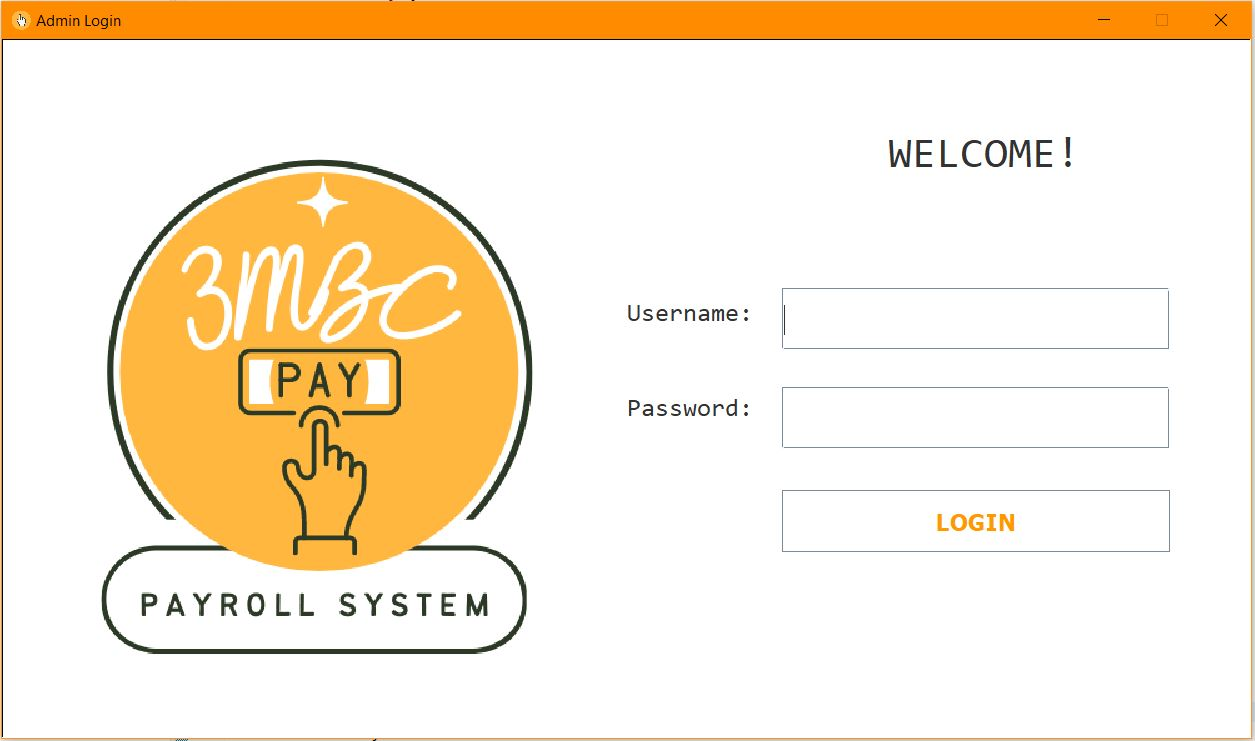 Admin Login
3MBC
PAY
PAYROLL SYSTEM
WELCOME!
Username:
Password:
LOGIN